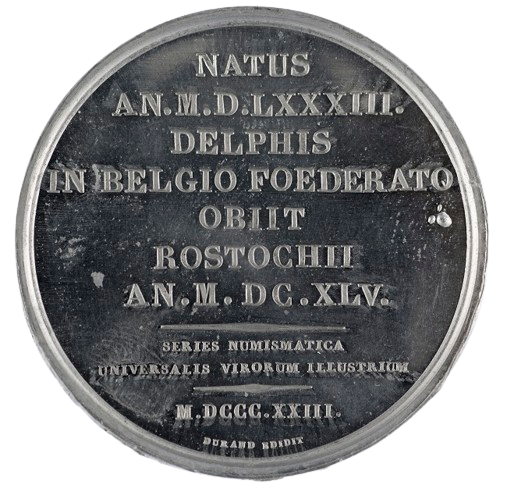 NATUS
AN.M.D.LXXXIII.
DELPHIS
IN BELGIO FOEDERATO
OBIIT
ROSTOCHII
AN.M. DC.XLV.
SERIES NUMISMATICA
UNIVERSALIS VIRORUM ILLUSTRIUM
M.DCCC.XXIII.
DURAND EDIDIT